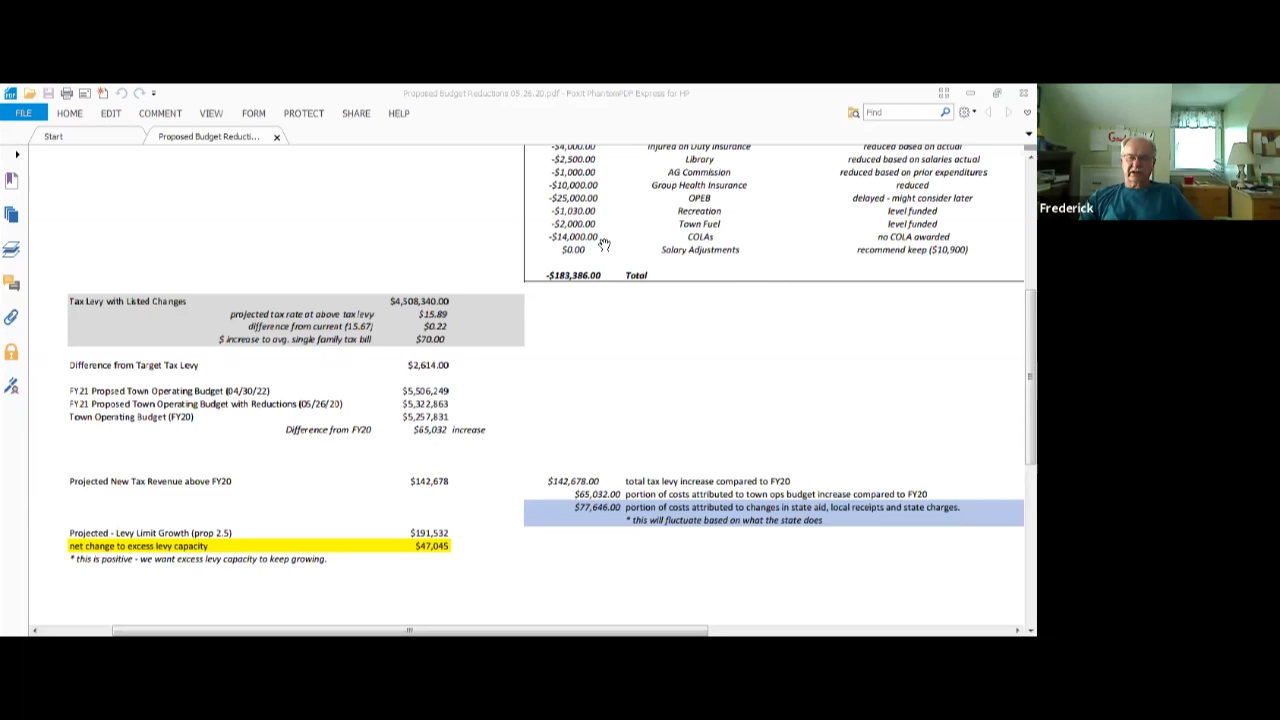 Proposed Budget Reductions 05.26.20.pdf - Foxit PhantomPDF Express for HP
FILE HOME EDIT COMMENT VIEW FORM PROTECT SHARE HELP Find
Start Proposed Budget Reducti...
-$4,000.00 Injured on Duty Insurance reduced based on actual
-$2,500.00 Library reduced based on salaries actual
-$1,000.00 AG Commission reduced based on prior expenditures
-$10,000.00 Group Health Insurance reduced
-$25,000.00 OPEB delayed - might consider later
-$1,030.00 Recreation level funded
-$2,000.00 Town Fuel level funded
-$14,000.00 COLAs no COLA awarded
$0.00 Salary Adjustments recommend keep ($10,900)
-$183,386.00 Total
Tax Levy with Listed Changes $4,508,340.00
projected tax rate at above tax levy $15.89
difference from current (15.67) $0.22
$ increase to avg. single family tax bill $70.00
Difference from Target Tax Levy $2,614.00
FY21 Propsed Town Operating Budget (04/30/22) $5,506,249
FY21 Proposed Town Operating Budget with Reductions (05/26/20) $5,322,863
Town Operating Budget (FY20) $5,257,831
Difference from FY20 $65,032 increase
Projected New Tax Revenue above FY20 $142,678 $142,678.00 total tax levy increase compared to FY20
$65,032.00 portion of costs attributed to town ops budget increase compared to FY20
$77,646.00 portion of costs attributed to changes in state aid, local receipts and state charges.
* this will fluctuate based on what the state does
Projected - Levy Limit Growth (prop 2.5) $191,532
net change to excess levy capacity $47,045
* this is positive - we want excess levy capacity to keep growing.
Frederick